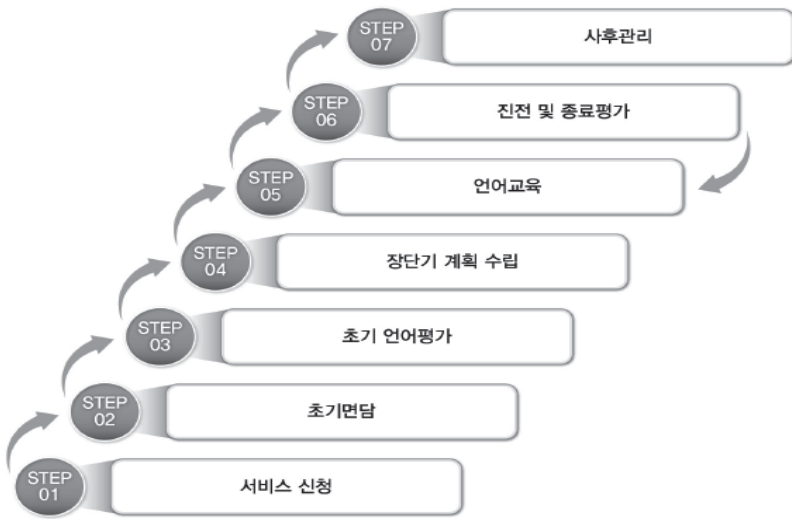 STEP
07
사후관리
STEP
06
진전 및 종료평가
STEP
05
언어교육
STEP
04
장단기 계획 수립
STEP
03
초기 언어평가
STEP
02
초기면담
STEP
01
서비스 신청